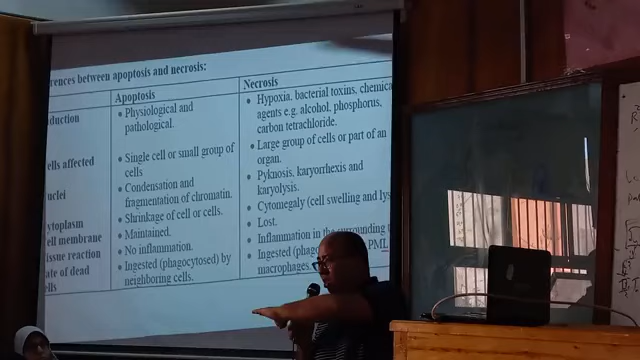 rences between apoptosis and necrosis:
Apoptosis
Necrosis
duction
• Physiological and
pathological.
• Hypoxia, bacterial toxins, chemica
agents e.g. alcohol, phosphorus,
carbon tetrachloride.
ells affected
• Single cell or small group of
cells
• Large group of cells or part of an
organ.
uclei
• Condensation and
fragmentation of chromatin.
• Pyknosis, karyorrhexis and
karyolysis.
ytoplasm
• Shrinkage of cell or cells.
• Cytomegaly (cell swelling and lys
ell membrane
• Maintained.
• Lost.
issue reaction
• No inflammation.
• Inflammation in the surrounding
ate of dead
ells
• Ingested (phagocytosed) by
neighboring cells.
• Ingested (phago PML
macrophages.